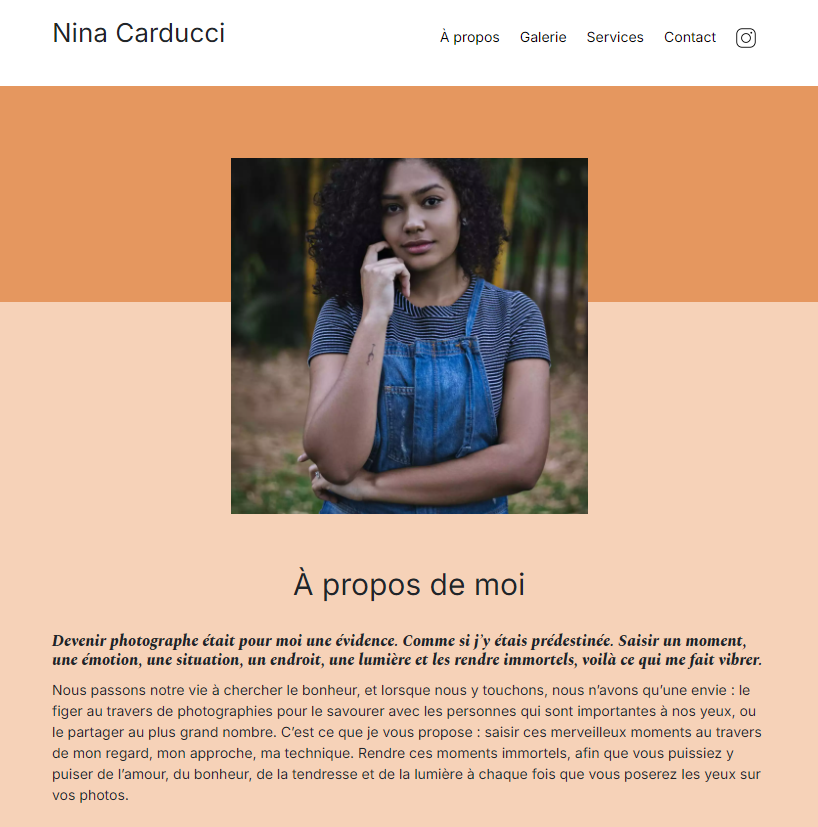 Nina Carducci
À propos Galerie Services Contact
À propos de moi
Devenir photographe était pour moi une évidence. Comme si j'y étais prédestinée. Saisir un moment,
une émotion, une situation, un endroit, une lumière et les rendre immortels, voilà ce qui me fait vibrer.
Nous passons notre vie à chercher le bonheur, et lorsque nous y touchons, nous n’avons qu’une envie : le
figer au travers de photographies pour le savourer avec les personnes qui sont importantes à nos yeux, ou
le partager au plus grand nombre. C’est ce que je vous propose : saisir ces merveilleux moments au travers
de mon regard, mon approche, ma technique. Rendre ces moments immortels, afin que vous puissiez y
puiser de l’amour, du bonheur, de la tendresse et de la lumière à chaque fois que vous poserez les yeux sur
vos photos.